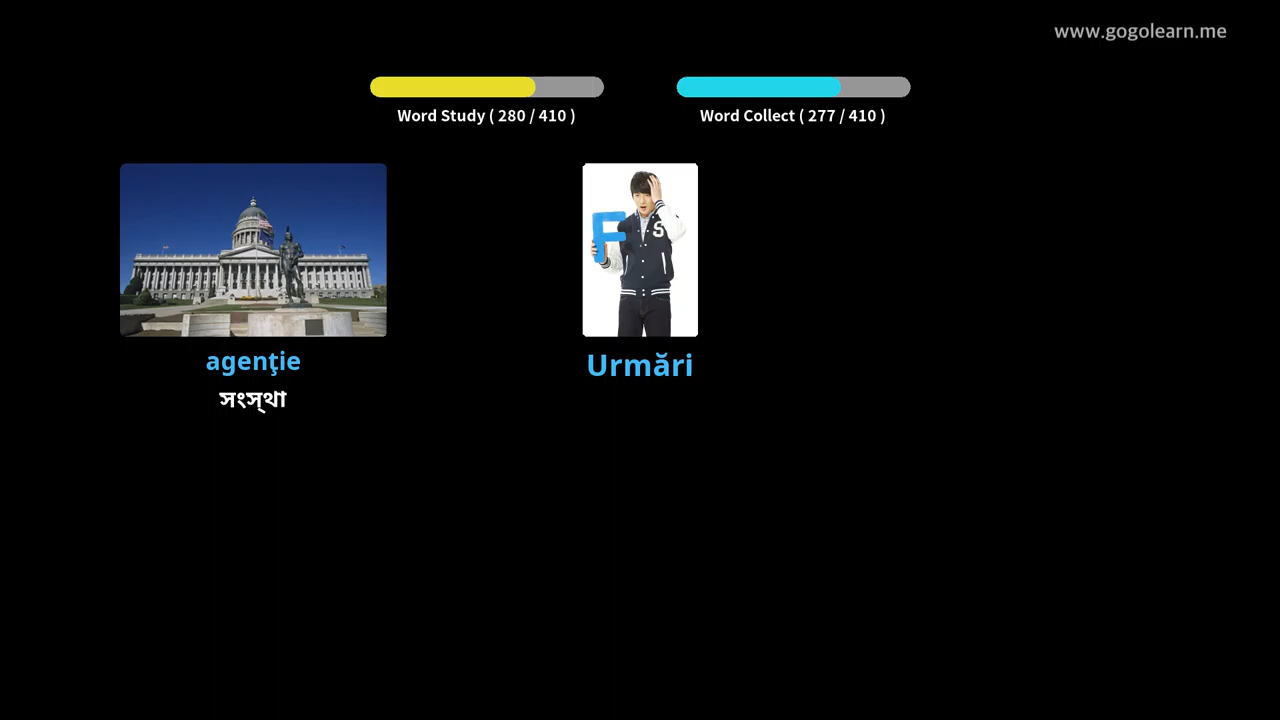 www.gogolearn.me
Word Study ( 280 / 410 )
Word Collect ( 277 / 410 )
F
S
agenţie
সংস্থা
Urmări